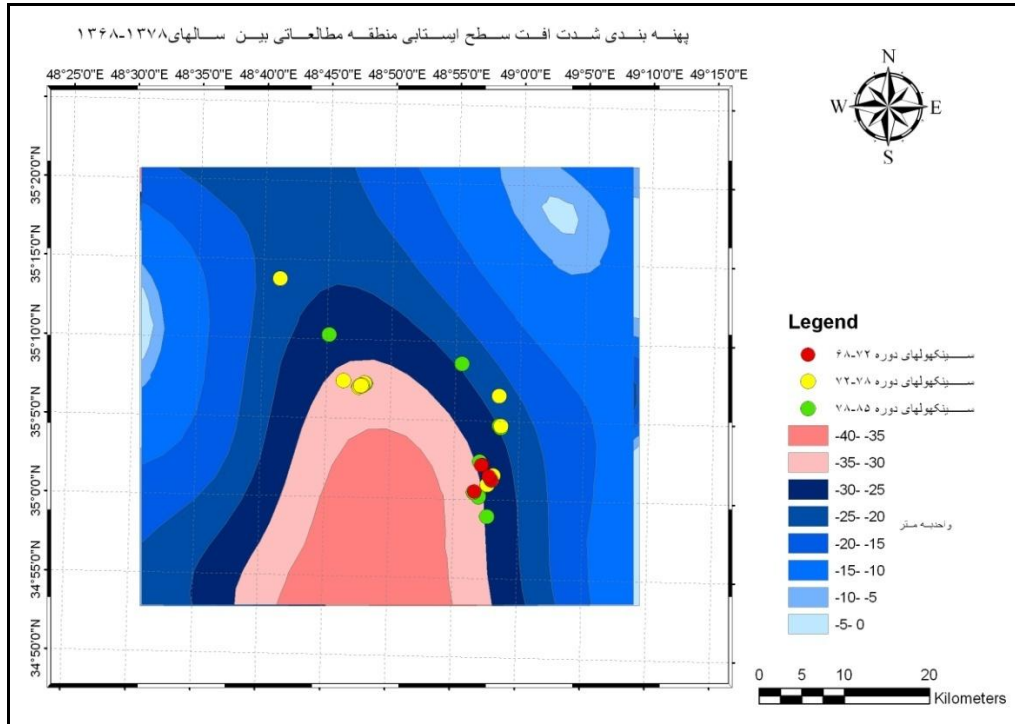 پهنه بندی شدت افت سطح ایستابی منطقه مطالعاتی بین سالهای۱۳۷۸-۱۳۶۸
48°25'0"E 48°30'0"E 48°35'0"E 48°40'0"E 48°45'0"E 48°50'0"E 48°55'0"E 49°0'0"E 49°5'0"E 49°10'0"E 49°15'0"E
35°20'0"N
35°15'0"N
35°10'0"N
35°5'0"N
35°0'0"N
34°55'0"N
34°50'0"N
N
W E
S
Legend
سینکهولهای دوره ۷۲-۶۸
سینکهولهای دوره ۷۸-۷۲
سینکهولهای دوره ۸۵-۷۸
-40- -35
-35- -30
-30- -25
-25- -20
-20- -15
-15- -10
-10- -5
-5- 0
واحدبه متر
0 5 10 20
Kilometers